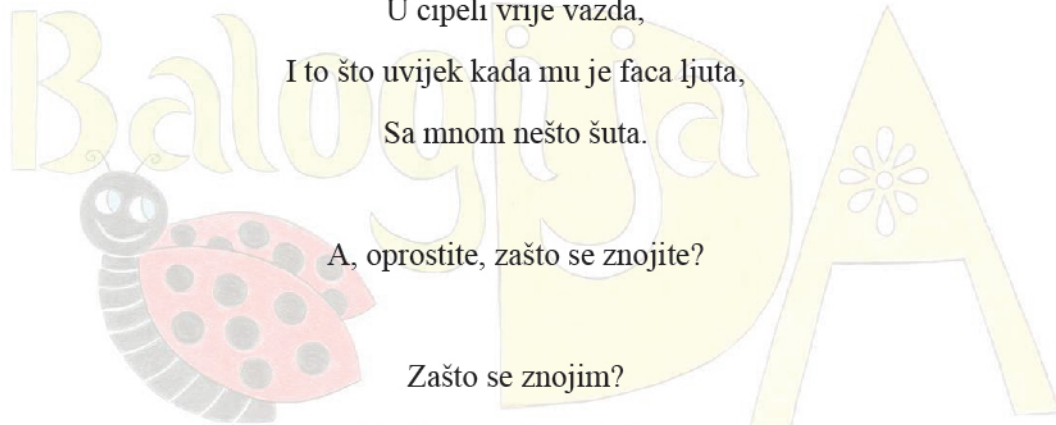 U cipeli vrije vazda,
I to što uvijek kada mu je faca ljuta,
Sa mnom nešto šuta.
A, oprostite, zašto se znojite?
Zašto se znojim?
Balogija
DA